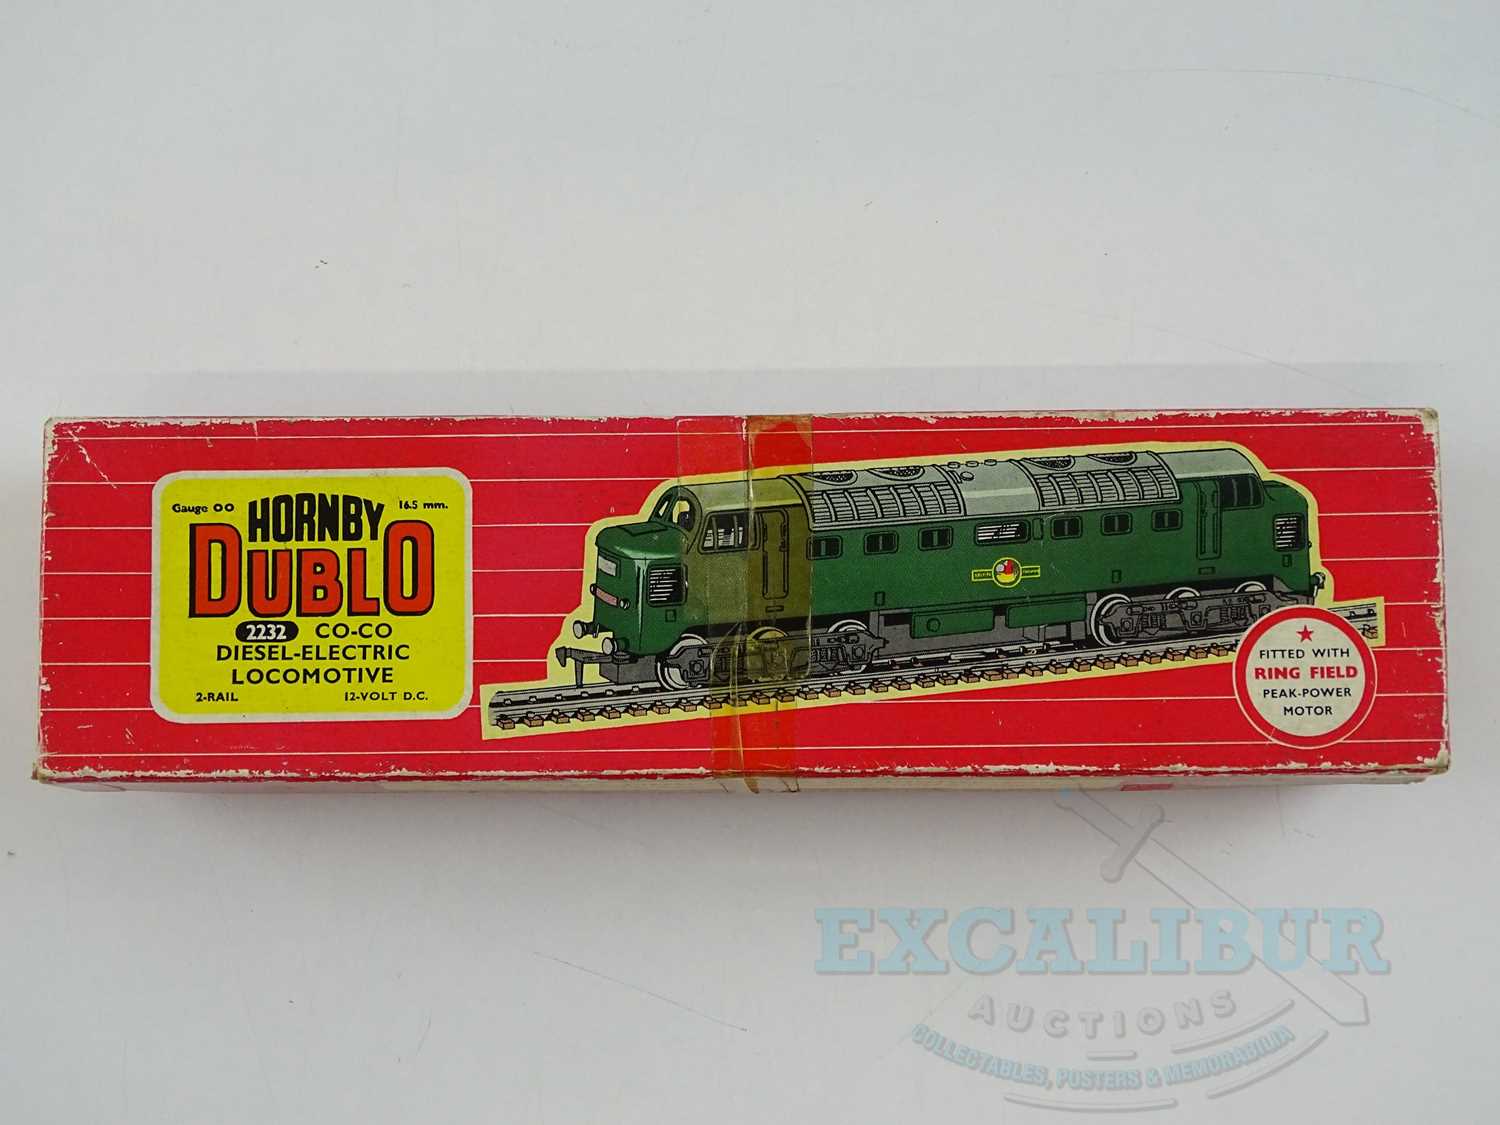 Gauge OO
16.5 mm.
HORNBY
DUBLO
2232 CO-CO
DIESEL-ELECTRIC
LOCOMOTIVE
2-RAIL 12-VOLT D.C.
FITTED WITH
RING FIELD
PEAK-POWER
MOTOR
EXCALIBUR
AUCTIONS
COLLECTABLES, POSTERS & MEMORABILIA